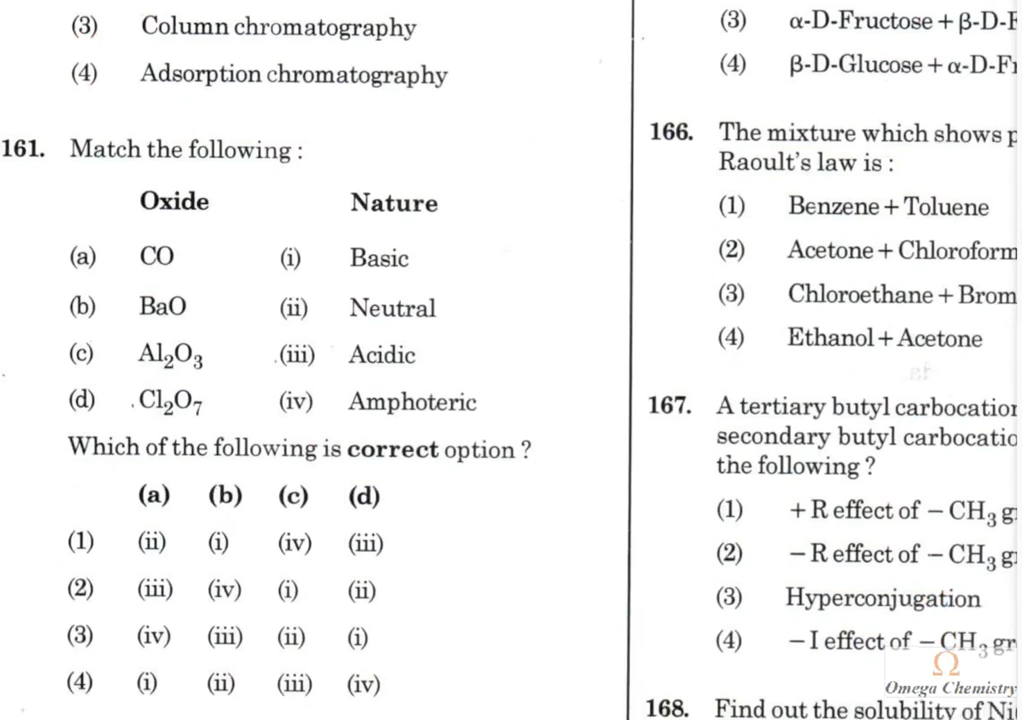 (3) Column chromatography
(4) Adsorption chromatography
161. Match the following :
Oxide Nature
(a) CO (i) Basic
(b) BaO (ii) Neutral
(c) Al₂O₃ (iii) Acidic
(d) Cl₂O₇ (iv) Amphoteric
Which of the following is correct option ?
(a) (b) (c) (d)
(1) (ii) (i) (iv) (iii)
(2) (iii) (iv) (i) (ii)
(3) (iv) (iii) (ii) (i)
(4) (i) (ii) (iii) (iv)
(3) α-D-Fructose + β-D-
(4) β-D-Glucose + α-D-
166. The mixture which shows
Raoult's law is :
(1) Benzene + Toluene
(2) Acetone + Chloroform
(3) Chloroethane + Brom
(4) Ethanol + Acetone
167. A tertiary butyl carbocation
secondary butyl carbocatio
the following ?
(1) + R effect of – CH₃
(2) – R effect of – CH₃
(3) Hyperconjugation
(4) – I effect of – CH₃ gr
168. Find out the solubility of Ni
Ω
Omega Chemistry